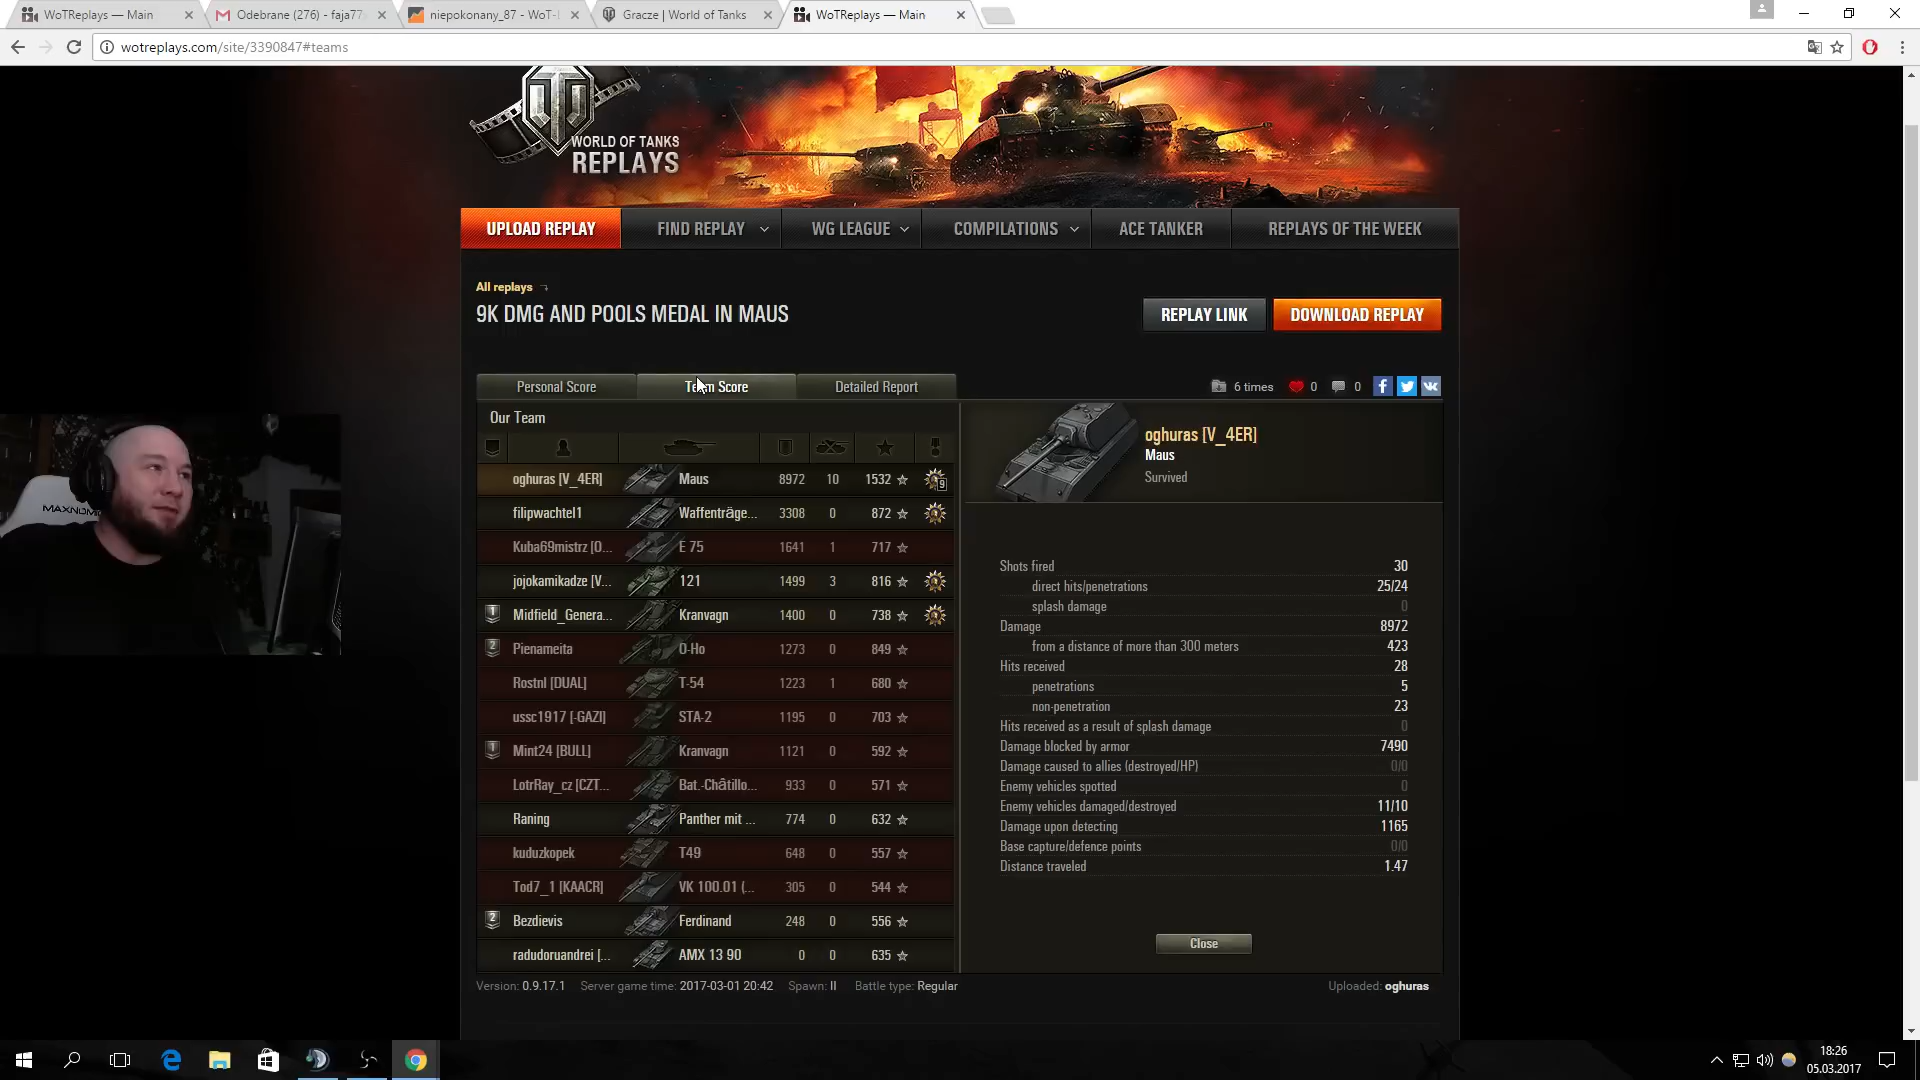 WoTReplays — Main
Odebrane (276) - faja77
niepokonany_87 - WoT-
Gracze | World of Tanks
WoTReplays — Main
wotreplays.com/site/3390847#teams
WORLD OF TANKS
REPLAYS
UPLOAD REPLAY FIND REPLAY WG LEAGUE COMPILATIONS ACE TANKER REPLAYS OF THE WEEK
All replays
9K DMG AND POOLS MEDAL IN MAUS
REPLAY LINK DOWNLOAD REPLAY
Personal Score Team Score Detailed Report
6 times 0 0
Our Team
oghuras [V_4ER] Maus 8972 10 1532 9
filipwachtel1 Waffenträge... 3308 0 872
Kuba69mistrz [O... E 75 1641 1 717
jojokamikadze [V... 121 1499 3 816
1 Midfield_Genera... Kranvagn 1400 0 738
2 Pienameita O-Ho 1273 0 849
Rostnl [DUAL] T-54 1223 1 680
ussc1917 [-GAZI] STA-2 1195 0 703
1 Mint24 [BULL] Kranvagn 1121 0 592
LotrRay_cz [CZT... Bat.-Châtillo... 933 0 571
Raning Panther mit ... 774 0 632
kuduzkopek T49 648 0 557
Tod7_1 [KAACR] VK 100.01 (... 305 0 544
2 Bezdievis Ferdinand 248 0 556
radudoruandrei [... AMX 13 90 0 0 635
oghuras [V_4ER]
Maus
Survived
Shots fired 30
direct hits/penetrations 25/24
splash damage 0
Damage 8972
from a distance of more than 300 meters 423
Hits received 28
penetrations 5
non-penetration 23
Hits received as a result of splash damage 0
Damage blocked by armor 7490
Damage caused to allies (destroyed/HP) 0/0
Enemy vehicles spotted 0
Enemy vehicles damaged/destroyed 11/10
Damage upon detecting 1165
Base capture/defence points 0/0
Distance traveled 1.47
Close
Version: 0.9.17.1 Server game time: 2017-03-01 20:42 Spawn: II Battle type: Regular
Uploaded: oghuras
MAXNOM
18:26
05.03.2017